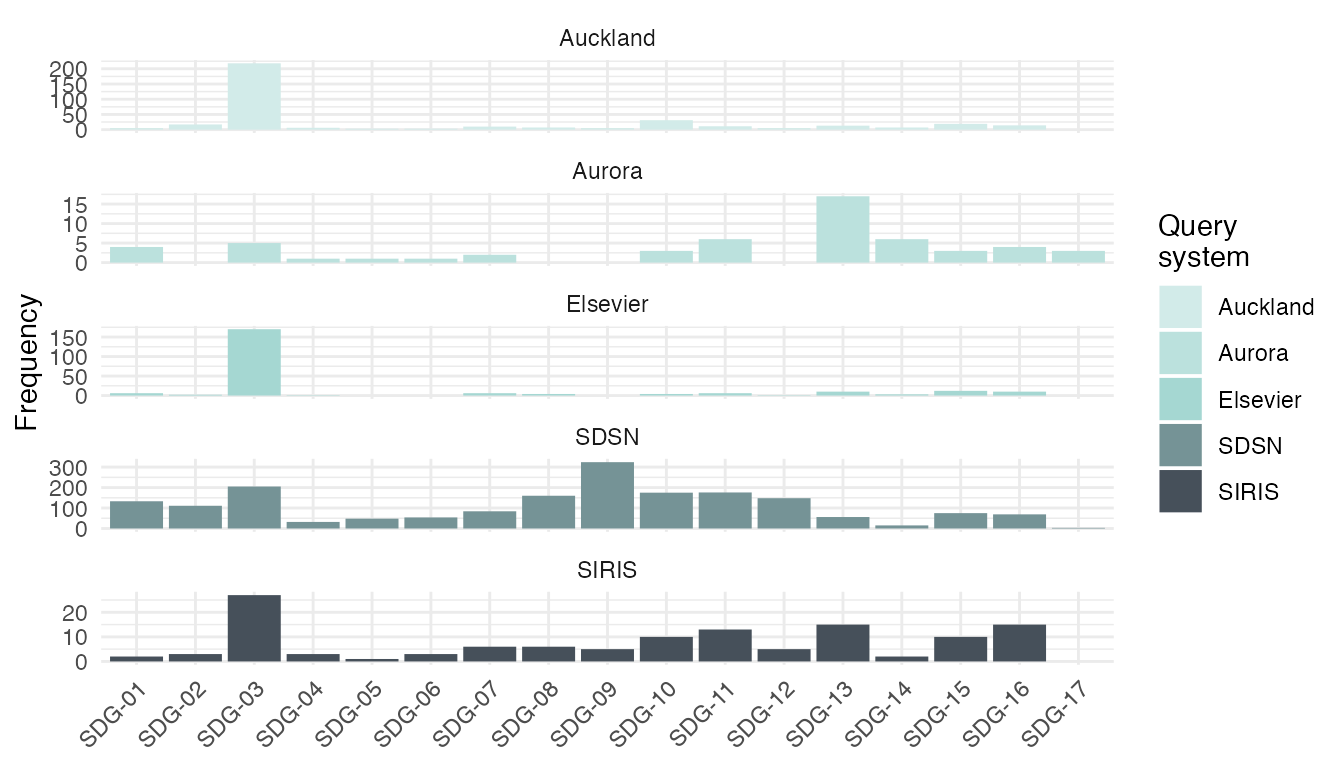 Auckland
200
150
100
50
0
Aurora
15
10
5
0
Elsevier
150
100
50
0
SDSN
300
200
100
0
SIRIS
20
10
0
Frequency
SDG-01 SDG-02 SDG-03 SDG-04 SDG-05 SDG-06 SDG-07 SDG-08 SDG-09 SDG-10 SDG-11 SDG-12 SDG-13 SDG-14 SDG-15 SDG-16 SDG-17
Query
system
Auckland
Aurora
Elsevier
SDSN
SIRIS